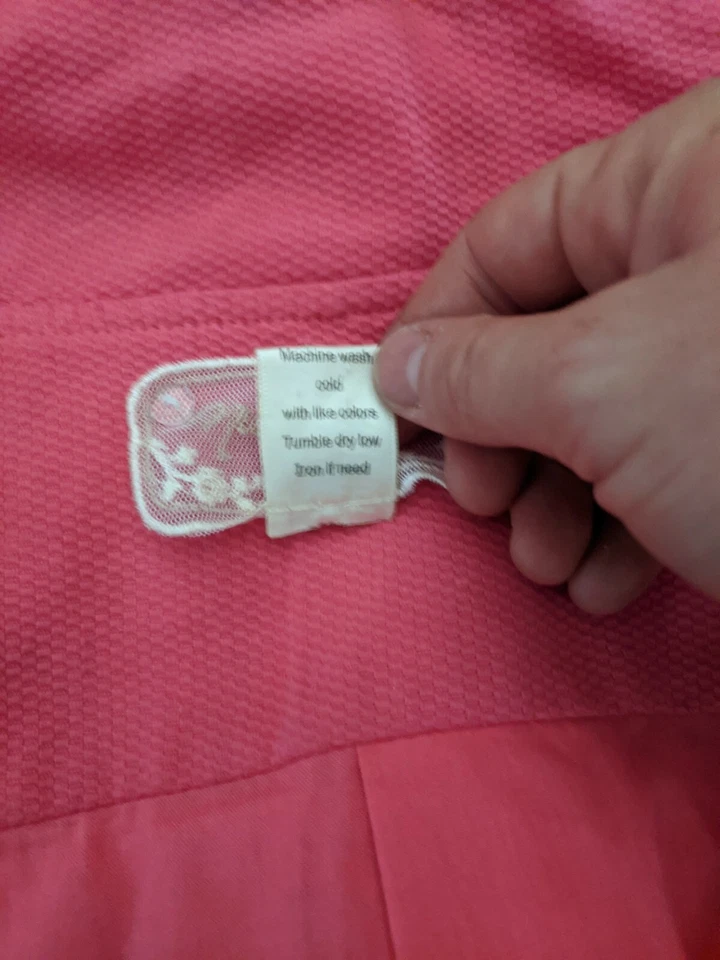 Machine wash
cold
with like colors
Tumble dry low
Iron if need